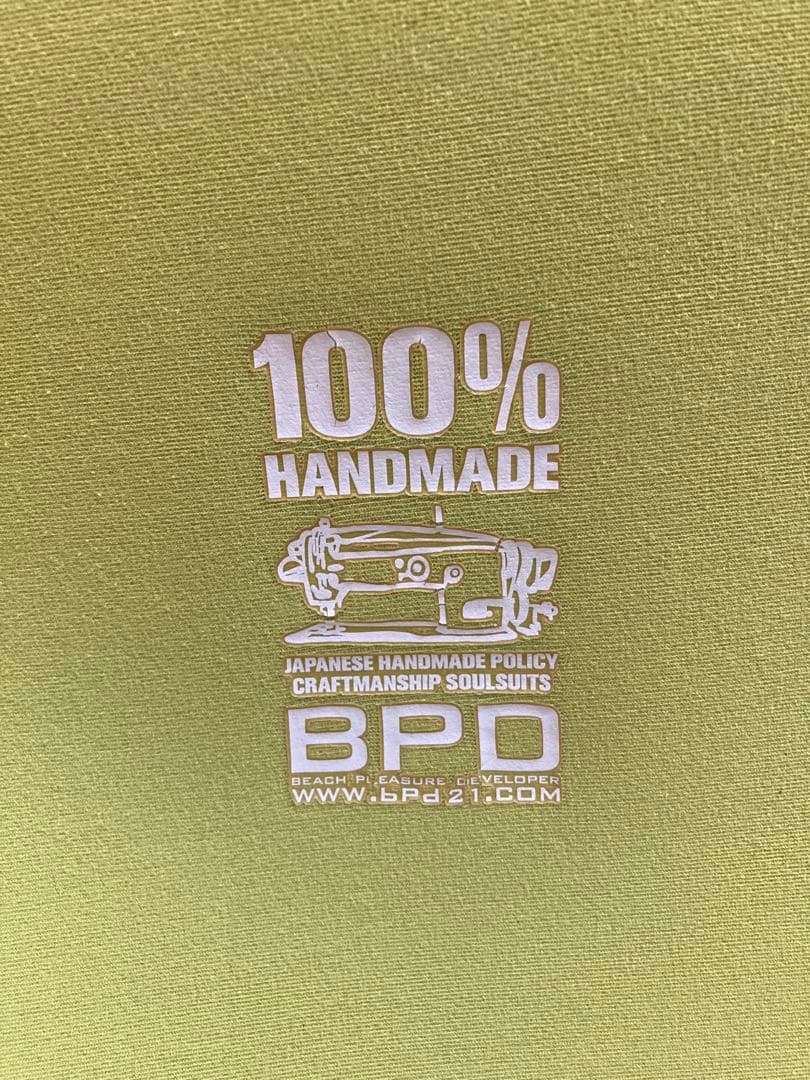 100%
HANDMADE
JAPANESE HANDMADE POLICY
CRAFTMANSHIP SOULSUITS
BPD
BEACH PLEASURE DEVELOPER
WWW.bPd21.COM